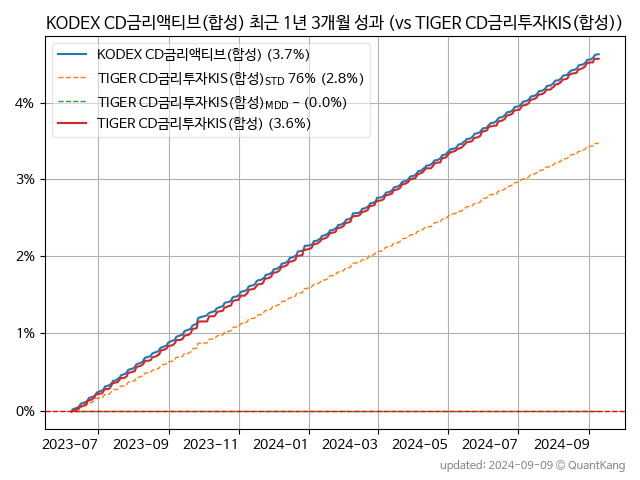 KODEX CD금리액티브(합성) 최근 1년 3개월 성과 (vs TIGER CD금리투자KIS(합성))
KODEX CD금리액티브(합성) (3.7%)
TIGER CD금리투자KIS(합성)STD 76% (2.8%)
TIGER CD금리투자KIS(합성)MDD − (0.0%)
TIGER CD금리투자KIS(합성) (3.6%)
4%
3%
2%
1%
0%
2023−07 2023−09 2023−11 2024−01 2024−03 2024−05 2024−07 2024−09
updated: 2024−09−09 @ QuantKang